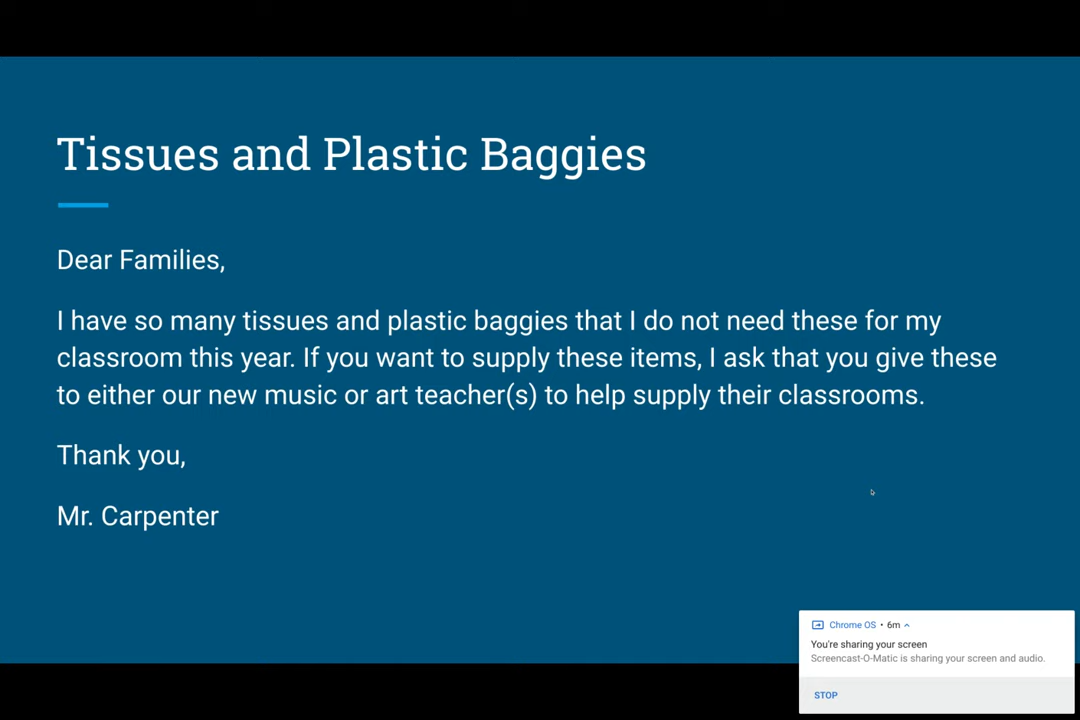 Tissues and Plastic Baggies
Dear Families,
I have so many tissues and plastic baggies that I do not need these for my
classroom this year. If you want to supply these items, I ask that you give these
to either our new music or art teacher(s) to help supply their classrooms.
Thank you,
Mr. Carpenter
Chrome OS • 6m
You're sharing your screen
Screencast-O-Matic is sharing your screen and audio.
STOP